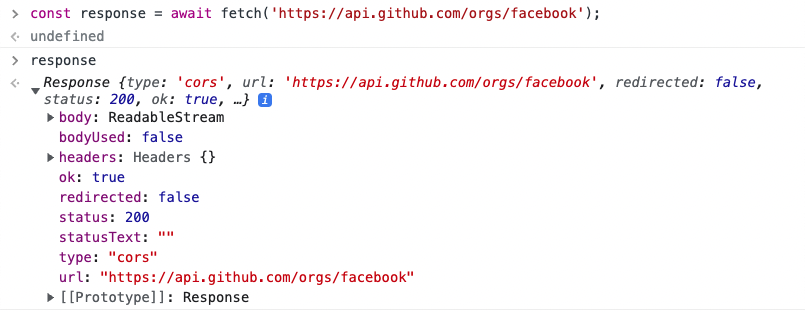 > const response = await fetch('https://api.github.com/orgs/facebook');
undefined
> response
Response {type: 'cors', url: 'https://api.github.com/orgs/facebook', redirected: false,
status: 200, ok: true, …} i
body: ReadableStream
bodyUsed: false
headers: Headers {}
ok: true
redirected: false
status: 200
statusText: ""
type: "cors"
url: "https://api.github.com/orgs/facebook"
[[Prototype]]: Response